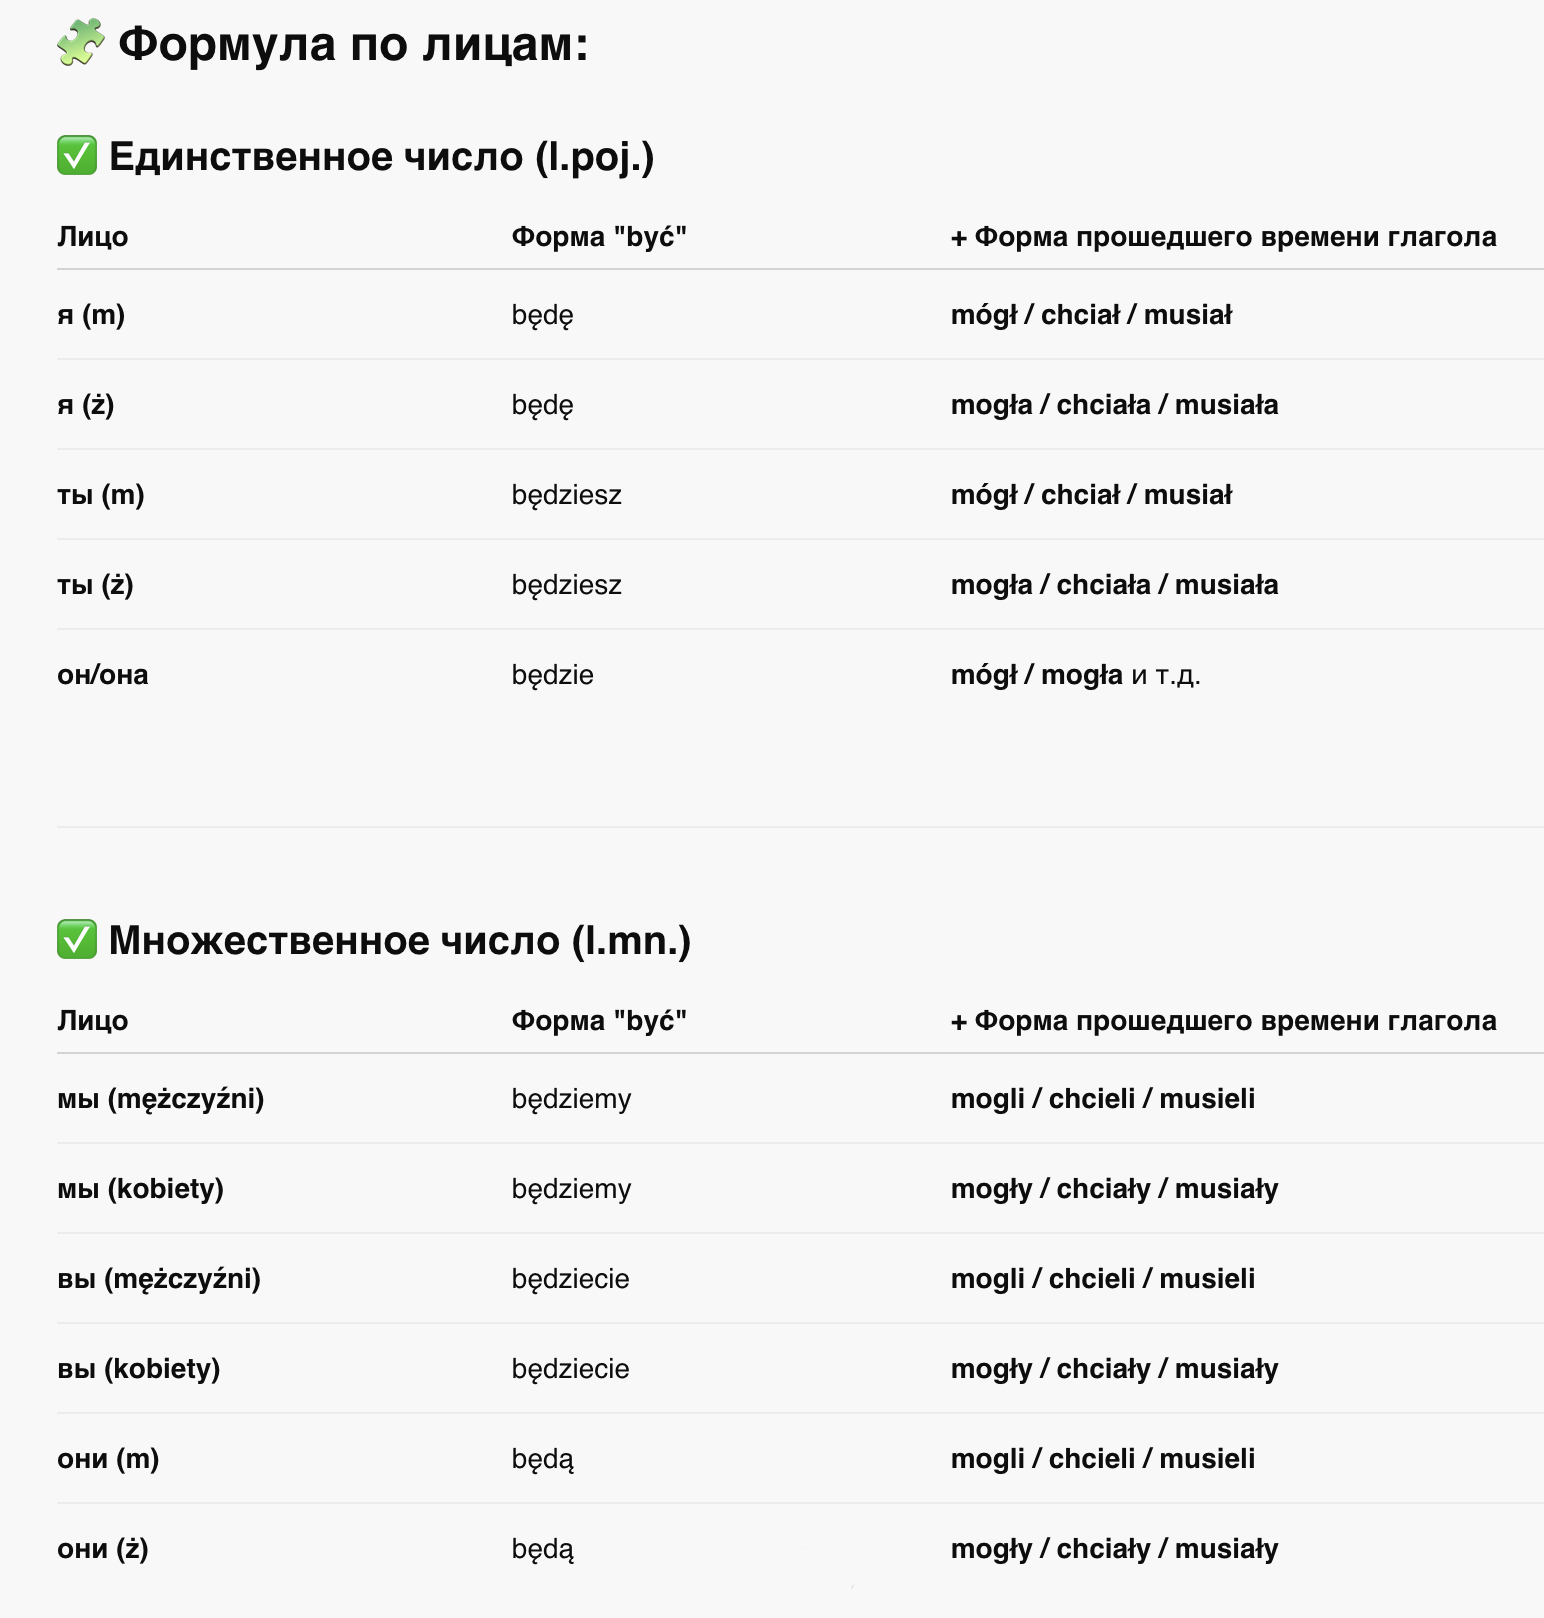 🧩 Формула по лицам:
✅ Единственное число (l.poj.)
Лицо Форма "być" + Форма прошедшего времени глагола
я (m) będę mógł / chciał / musiał
я (ż) będę mogła / chciała / musiała
ты (m) będziesz mógł / chciał / musiał
ты (ż) będziesz mogła / chciała / musiała
он/она będzie mógł / mogła и т.д.
✅ Множественное число (l.mn.)
Лицо Форма "być" + Форма прошедшего времени глагола
мы (mężczyźni) będziemy mogli / chcieli / musieli
мы (kobiety) będziemy mogły / chciały / musiały
вы (mężczyźni) będziecie mogli / chcieli / musieli
вы (kobiety) będziecie mogły / chciały / musiały
они (m) będą mogli / chcieli / musieli
они (ż) będą mogły / chciały / musiały